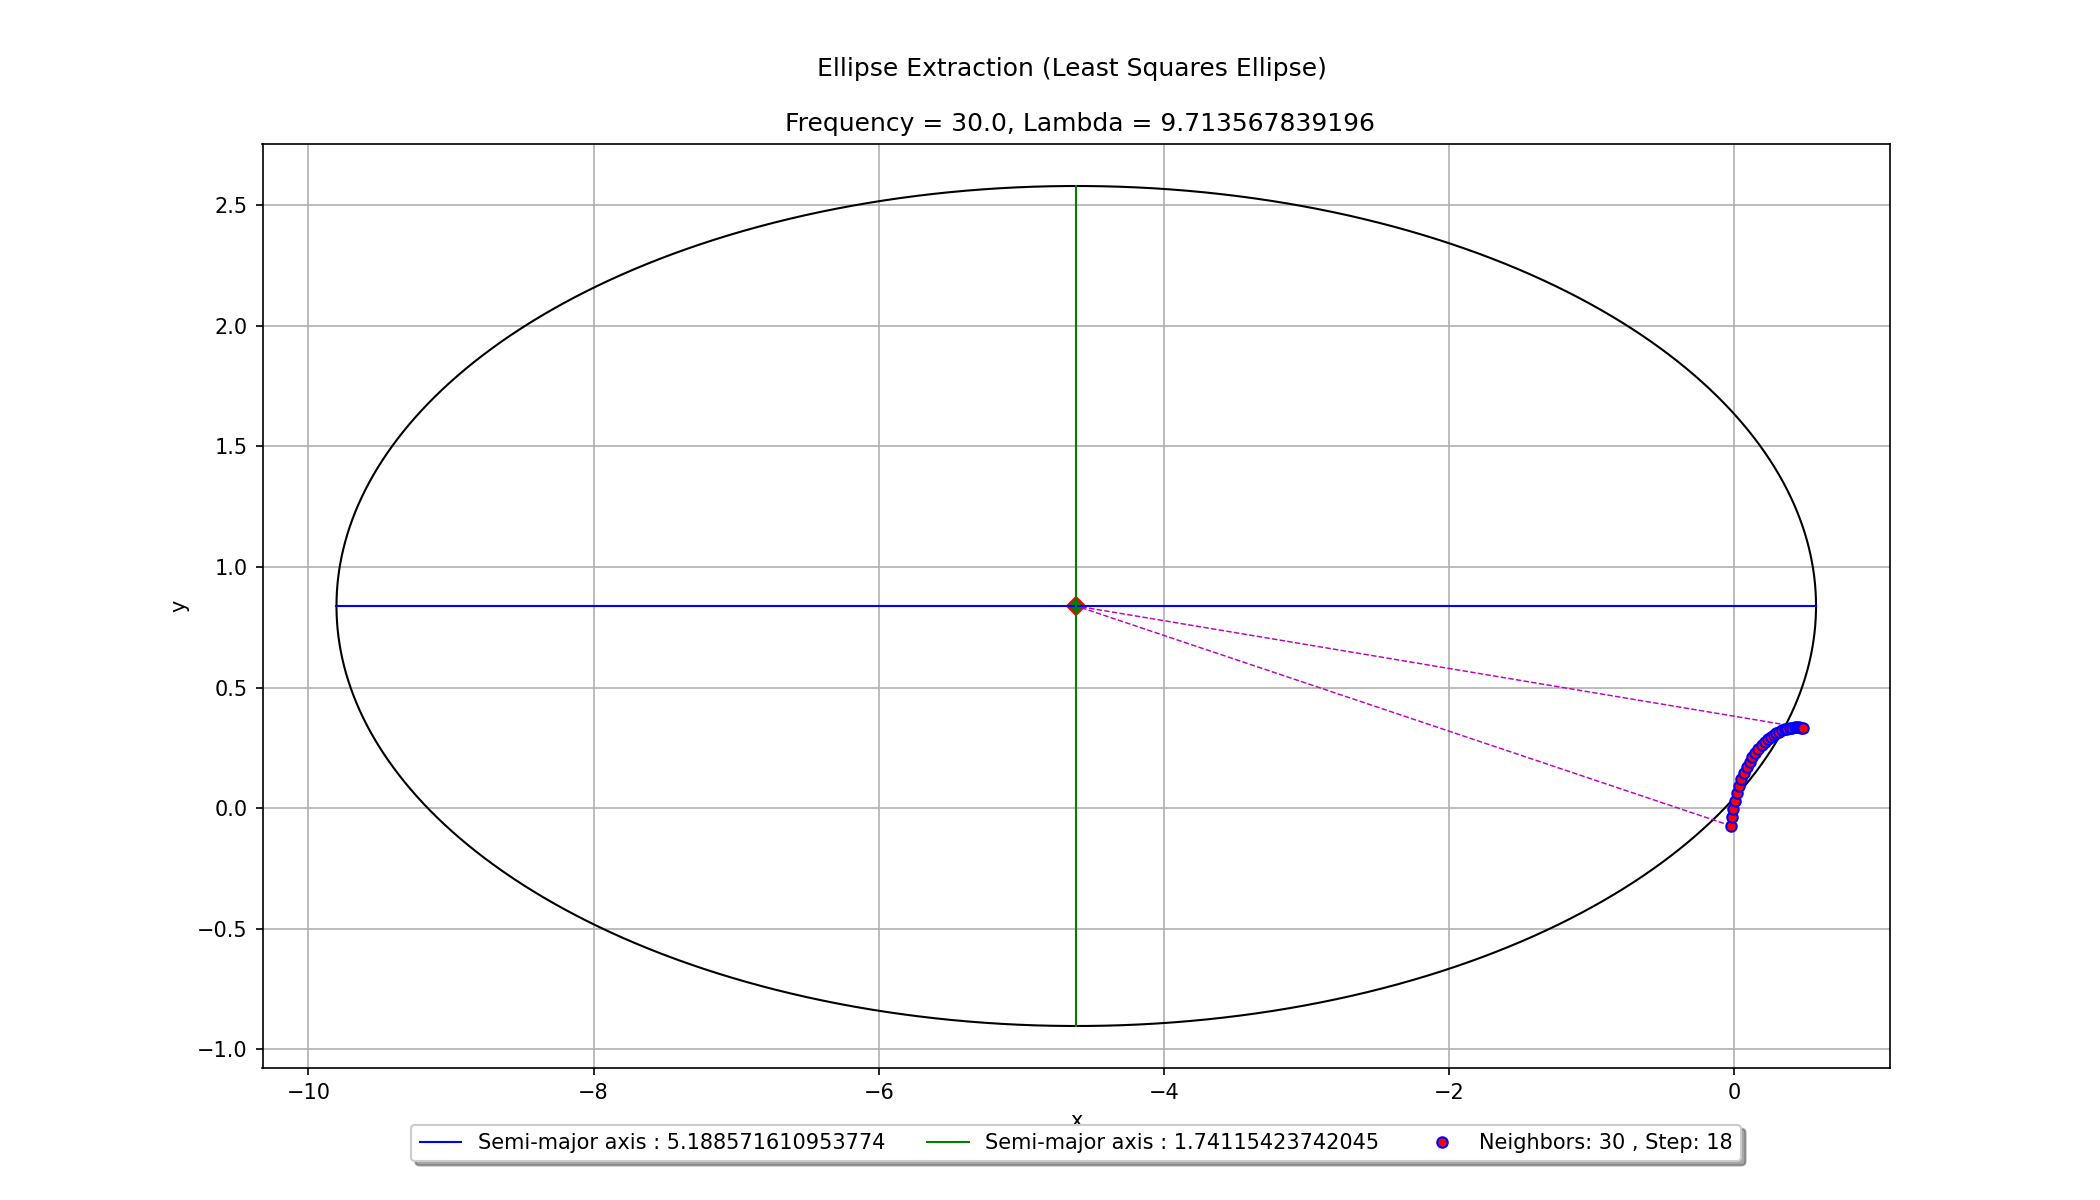 Ellipse Extraction (Least Squares Ellipse)
Frequency = 30.0, Lambda = 9.713567839196
2.5
2.0
1.5
1.0
0.5
0.0
−0.5
−1.0
y
−10 −8 −6 −4 −2 0
x
Semi-major axis : 5.188571610953774 Semi-major axis : 1.74115423742045 Neighbors: 30 , Step: 18